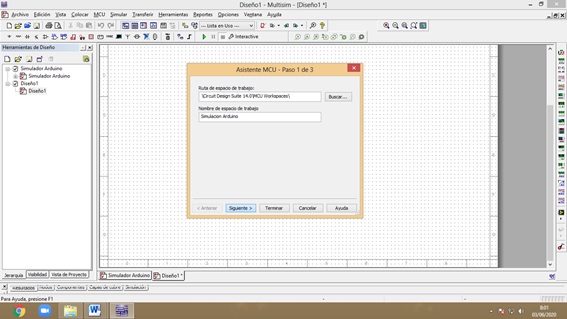 Diseño1 - Multisim - [Diseño1 *]
Archivo Edición Vista Colocar MCU Simular Transferir Herramientas Reportes Opciones Ventana Ayuda
---Lista en Uso---
Interactive
Herramientas de Diseño
Simulador Arduino
Simulador Arduino
Diseño1
Diseño1
Asistente MCU - Paso 1 de 3
Ruta de espacio de trabajo:
\Circuit Design Suite 14.0\MCU Workspaces\
Buscar...
Nombre de espacio de trabajo
Simulacion Arduino
< Anterior
Siguiente >
Terminar
Cancelar
Ayuda
Jerarquía Visibilidad Vista de Proyecto
Simulador Arduino
Diseño1 *
Resultados Nodos Componentes Capas de cobre Simulación
Para Ayuda, presione F1
03/06/2020